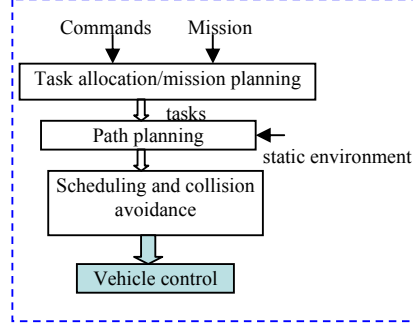 Commands Mission
Task allocation/mission planning
tasks
Path planning
static environment
Scheduling and collision
avoidance
Vehicle control